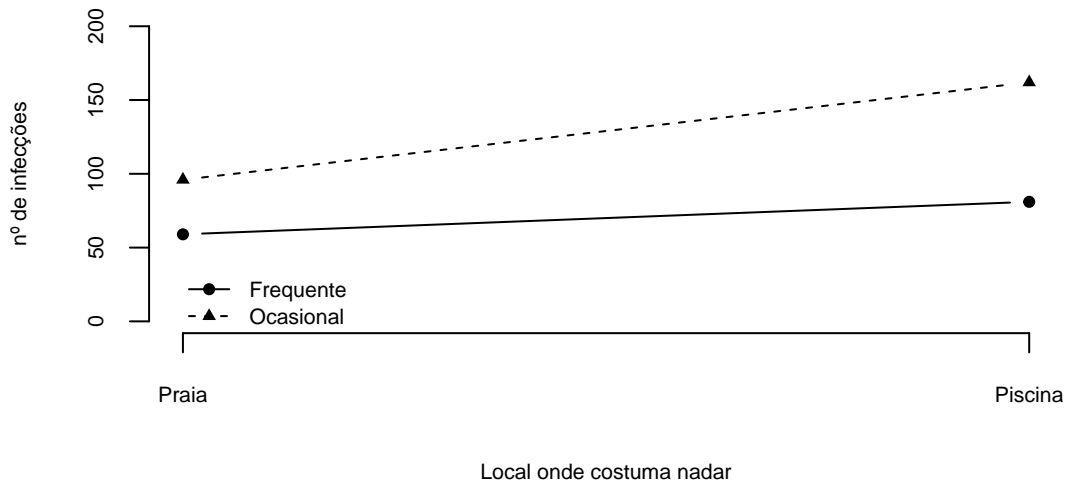 200
150
100
50
0
nº de infecções
Frequente
Ocasional
Praia
Piscina
Local onde costuma nadar